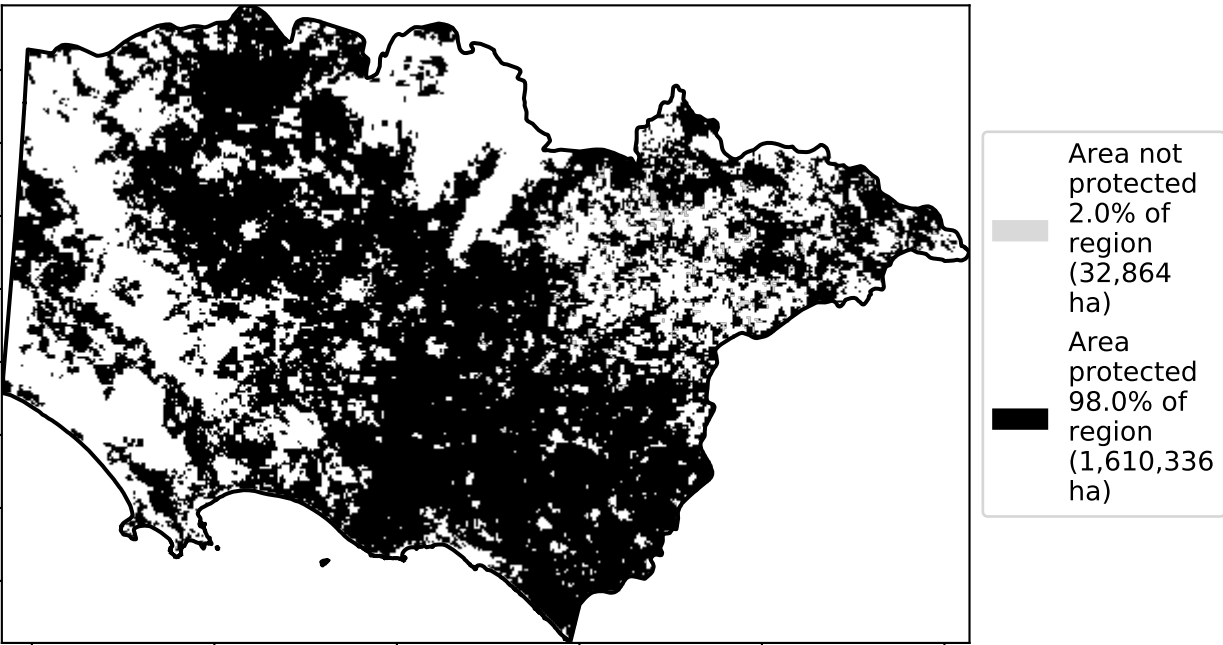 Area not
protected
2.0% of
region
(32,864
ha)
Area
protected
98.0% of
region
(1,610,336
ha)